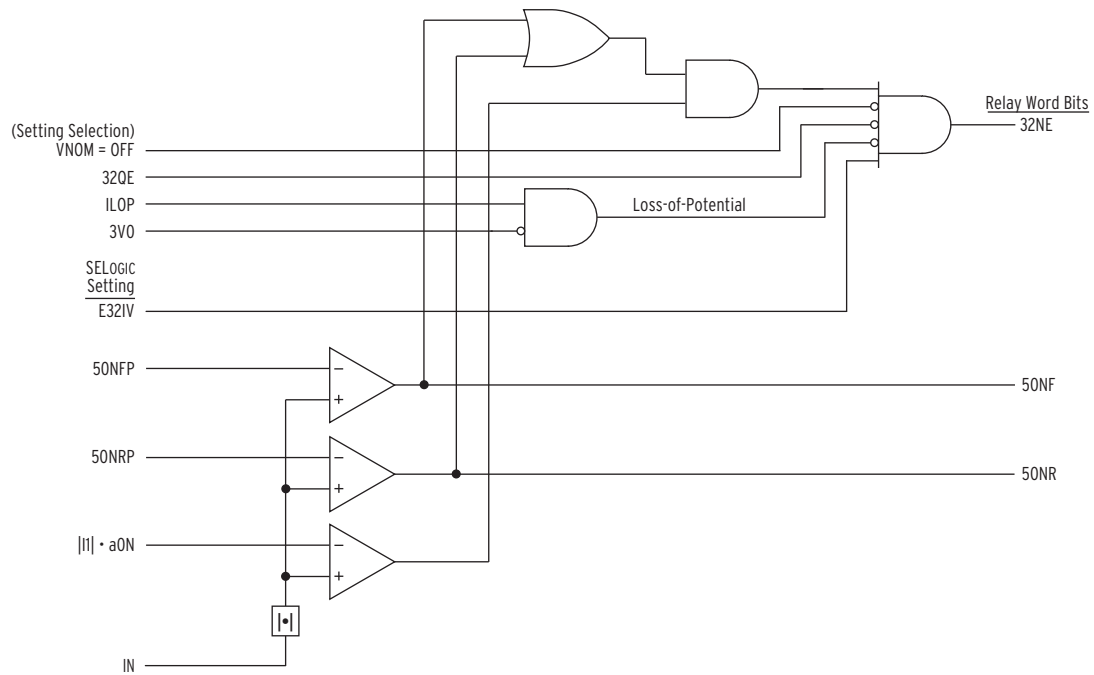 (Setting Selection)
VNOM = OFF
32QE
ILOP
3V0
SELOGIC
Setting
E32IV
50NFP
50NRP
|I1| • a0N
|•|
IN
Loss-of-Potential
Relay Word Bits
32NE
50NF
50NR
−
+
−
+
−
+